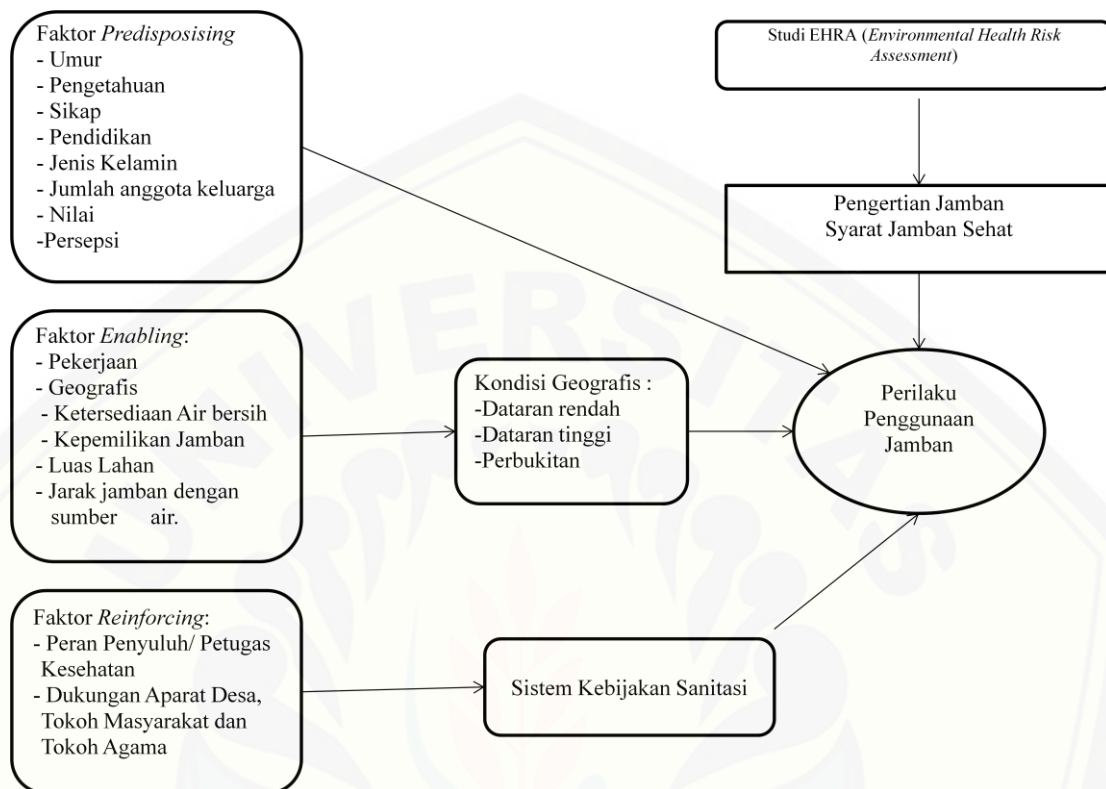 Faktor Predisposising
- Umur
- Pengetahuan
- Sikap
- Pendidikan
- Jenis Kelamin
- Jumlah anggota keluarga
- Nilai
-Persepsi
Studi EHRA (Environmental Health Risk
Assessment)
Pengertian Jamban
Syarat Jamban Sehat
Faktor Enabling:
- Pekerjaan
- Geografis
- Ketersediaan Air bersih
- Kepemilikan Jamban
- Luas Lahan
- Jarak jamban dengan
sumber air.
Kondisi Geografis :
-Dataran rendah
-Dataran tinggi
-Perbukitan
Perilaku
Penggunaan
Jamban
Faktor Reinforcing:
- Peran Penyuluh/ Petugas
Kesehatan
- Dukungan Aparat Desa,
Tokoh Masyarakat dan
Tokoh Agama
Sistem Kebijakan Sanitasi
UNIVERSITAS